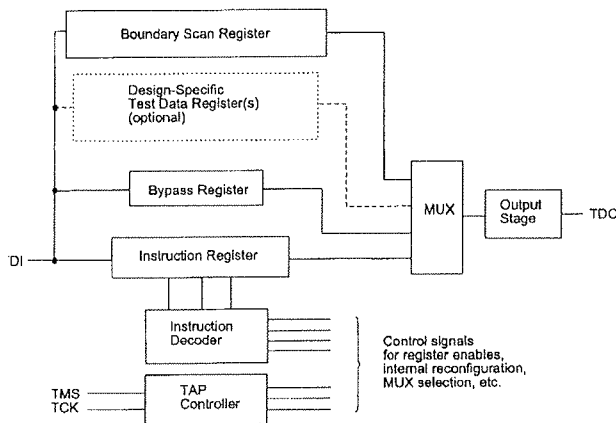 Boundary Scan Register
Design-Specific
Test Data Register(s)
(optional)
Bypass Register
MUX
Output
Stage
TDO
TDI
Instruction Register
Instruction
Decoder
Control signals
for register enables,
internal reconfiguration,
MUX selection, etc.
TMS
TCK
TAP
Controller